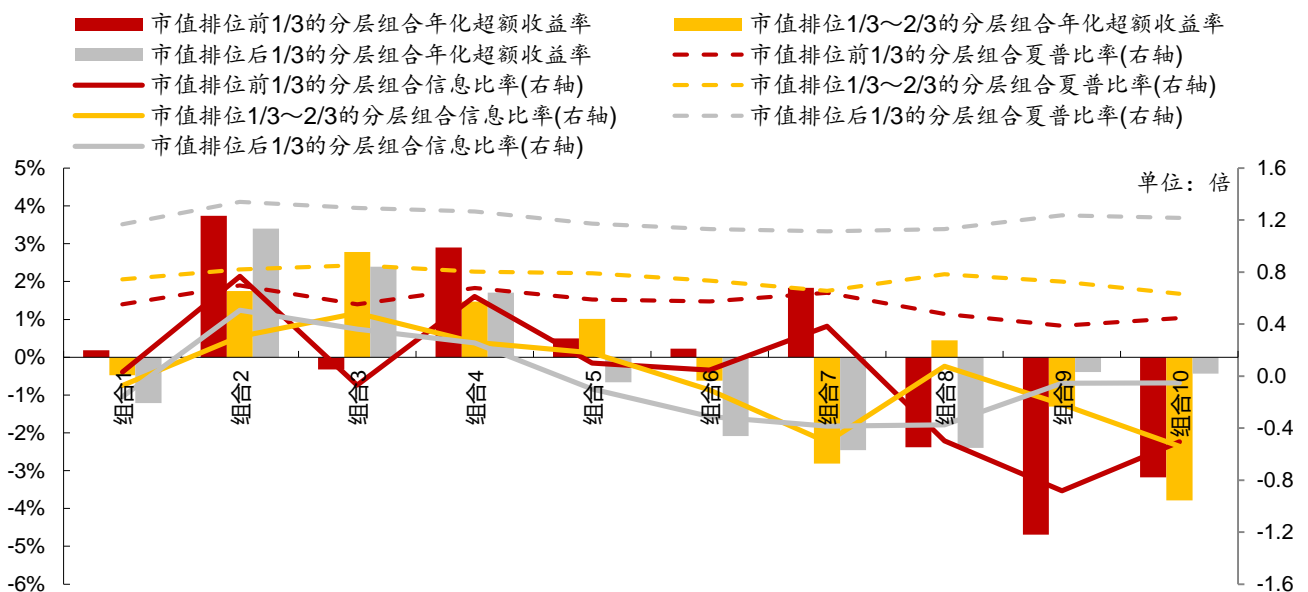 市值排位前1/3的分层组合年化超额收益率
市值排位1/3～2/3的分层组合年化超额收益率
市值排位后1/3的分层组合年化超额收益率
市值排位前1/3的分层组合夏普比率(右轴)
市值排位前1/3的分层组合信息比率(右轴)
市值排位1/3～2/3的分层组合夏普比率(右轴)
市值排位1/3～2/3的分层组合信息比率(右轴)
市值排位后1/3的分层组合夏普比率(右轴)
市值排位后1/3的分层组合信息比率(右轴)
单位：倍
5%
4%
3%
2%
1%
0%
-1%
-2%
-3%
-4%
-5%
-6%
1.6
1.2
0.8
0.4
0.0
-0.4
-0.8
-1.2
-1.6
组合1
组合2
组合3
组合4
组合5
组合6
组合7
组合8
组合9
组合10